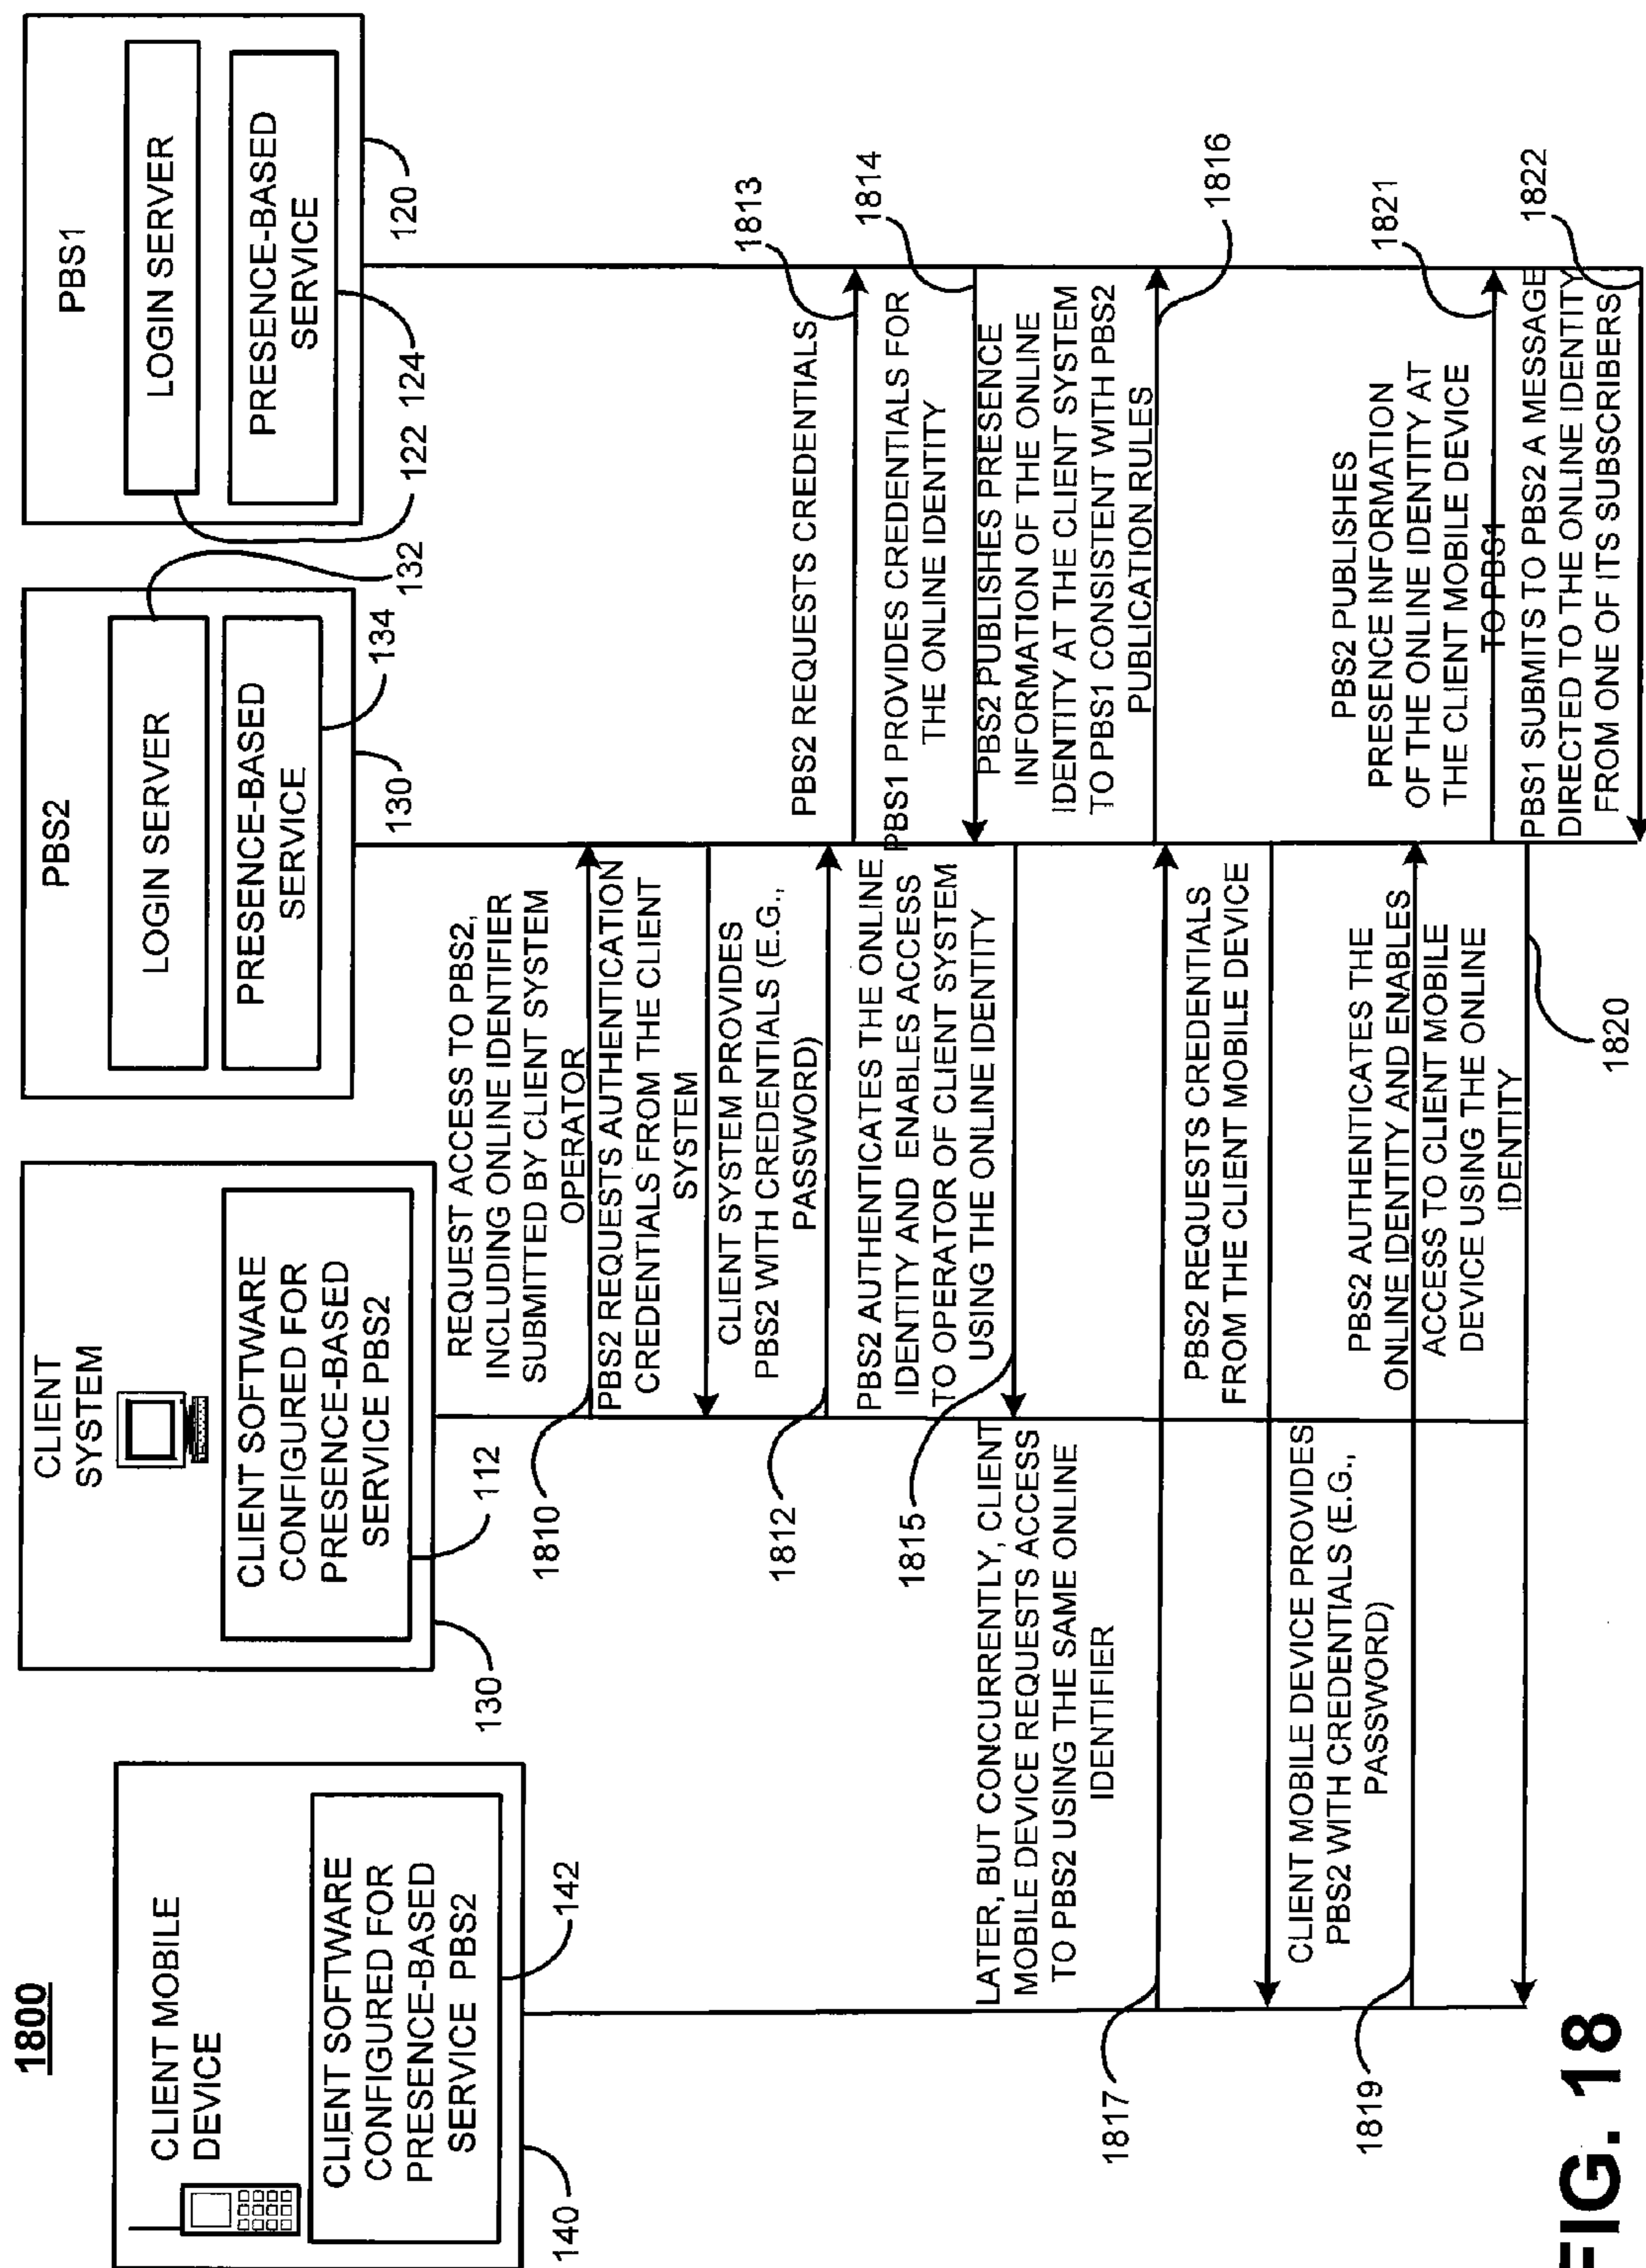 1800
CLIENT MOBILE
DEVICE
CLIENT SOFTWARE
CONFIGURED FOR
PRESENCE-BASED
SERVICE PBS2
142
140
CLIENT
SYSTEM
CLIENT SOFTWARE
CONFIGURED FOR
PRESENCE-BASED
SERVICE PBS2
112
130
PBS2
LOGIN SERVER
PRESENCE-BASED
SERVICE
132
134
130
PBS1
LOGIN SERVER
PRESENCE-BASED
SERVICE
122
124
120
REQUEST ACCESS TO PBS2,
INCLUDING ONLINE IDENTIFIER
SUBMITTED BY CLIENT SYSTEM
OPERATOR
1810
PBS2 REQUESTS AUTHENTICATION
CREDENTIALS FROM THE CLIENT
SYSTEM
CLIENT SYSTEM PROVIDES
PBS2 WITH CREDENTIALS (E.G.,
PASSWORD)
1812
PBS2 REQUESTS CREDENTIALS
1813
PBS1 PROVIDES CREDENTIALS FOR
THE ONLINE IDENTITY
1814
PBS2 AUTHENTICATES THE ONLINE
IDENTITY AND ENABLES ACCESS
TO OPERATOR OF CLIENT SYSTEM
USING THE ONLINE IDENTITY
1815
PBS2 PUBLISHES PRESENCE
INFORMATION OF THE ONLINE
IDENTITY AT THE CLIENT SYSTEM
TO PBS1 CONSISTENT WITH PBS2
PUBLICATION RULES
1816
LATER, BUT CONCURRENTLY, CLIENT
MOBILE DEVICE REQUESTS ACCESS
TO PBS2 USING THE SAME ONLINE
IDENTIFIER
1817
PBS2 REQUESTS CREDENTIALS
FROM THE CLIENT MOBILE DEVICE
CLIENT MOBILE DEVICE PROVIDES
PBS2 WITH CREDENTIALS (E.G.,
PASSWORD)
1819
PBS2 AUTHENTICATES THE
ONLINE IDENTITY AND ENABLES
ACCESS TO CLIENT MOBILE
DEVICE USING THE ONLINE
IDENTITY
1820
PBS2 PUBLISHES
PRESENCE INFORMATION
OF THE ONLINE IDENTITY AT
THE CLIENT MOBILE DEVICE
TO PBS1
1821
PBS1 SUBMITS TO PBS2 A MESSAGE
DIRECTED TO THE ONLINE IDENTITY
FROM ONE OF ITS SUBSCRIBERS
1822
FIG. 18